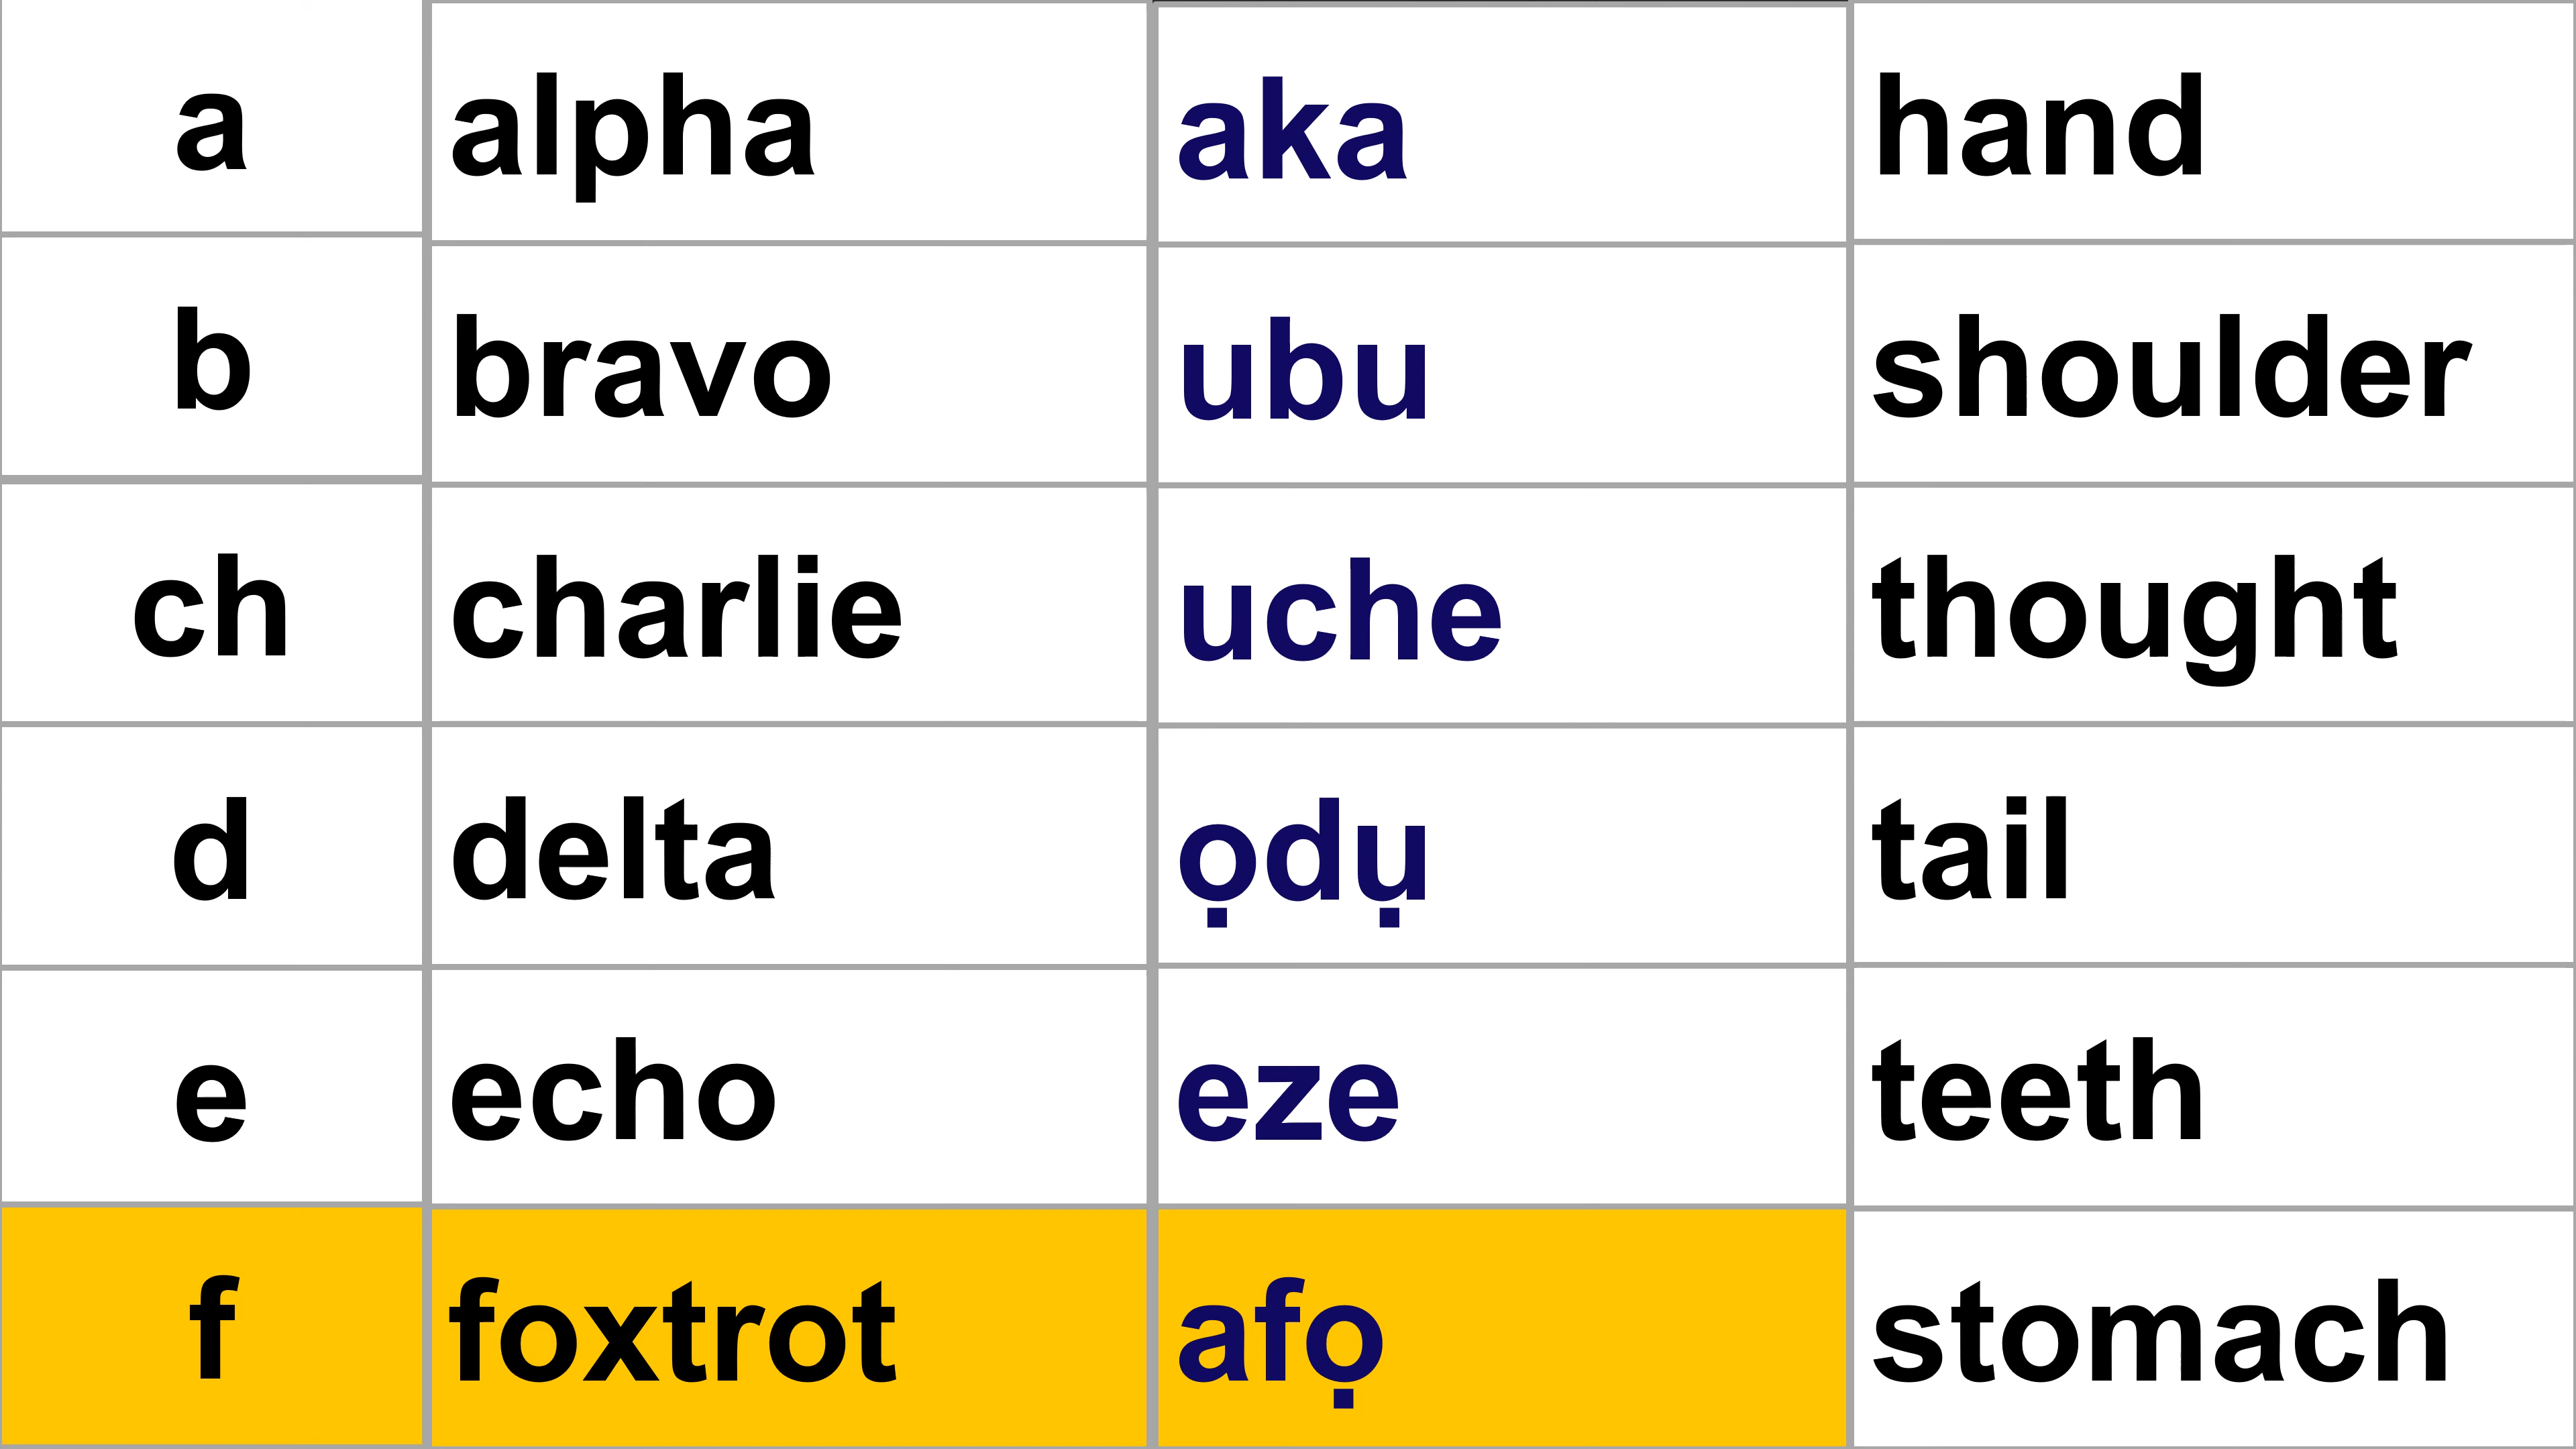 a alpha aka hand
b bravo ubu shoulder
ch charlie uche thought
d delta ọdụ tail
e echo eze teeth
f foxtrot afọ stomach